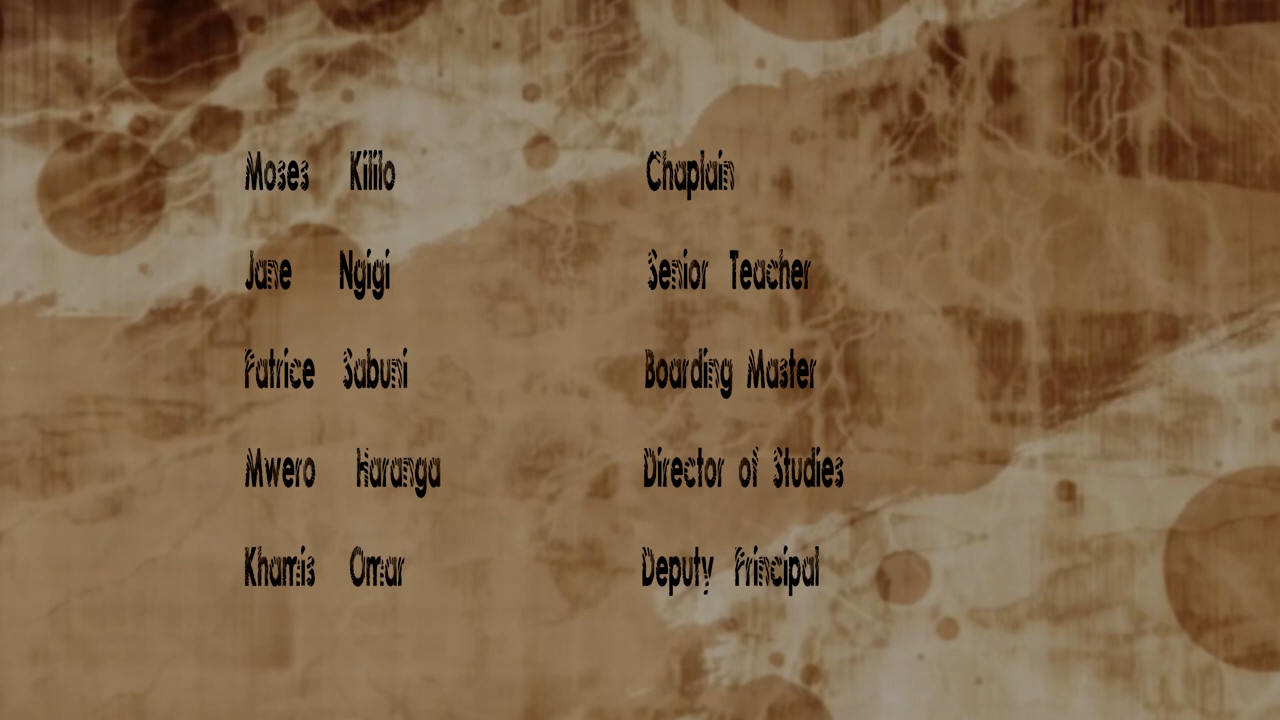 Moses Kililo Chaplain
Jane Ngigi Senior Teacher
Patrice Sabuni Boarding Master
Mwero Haranga Director of Studies
Khamis Omar Deputy Principal